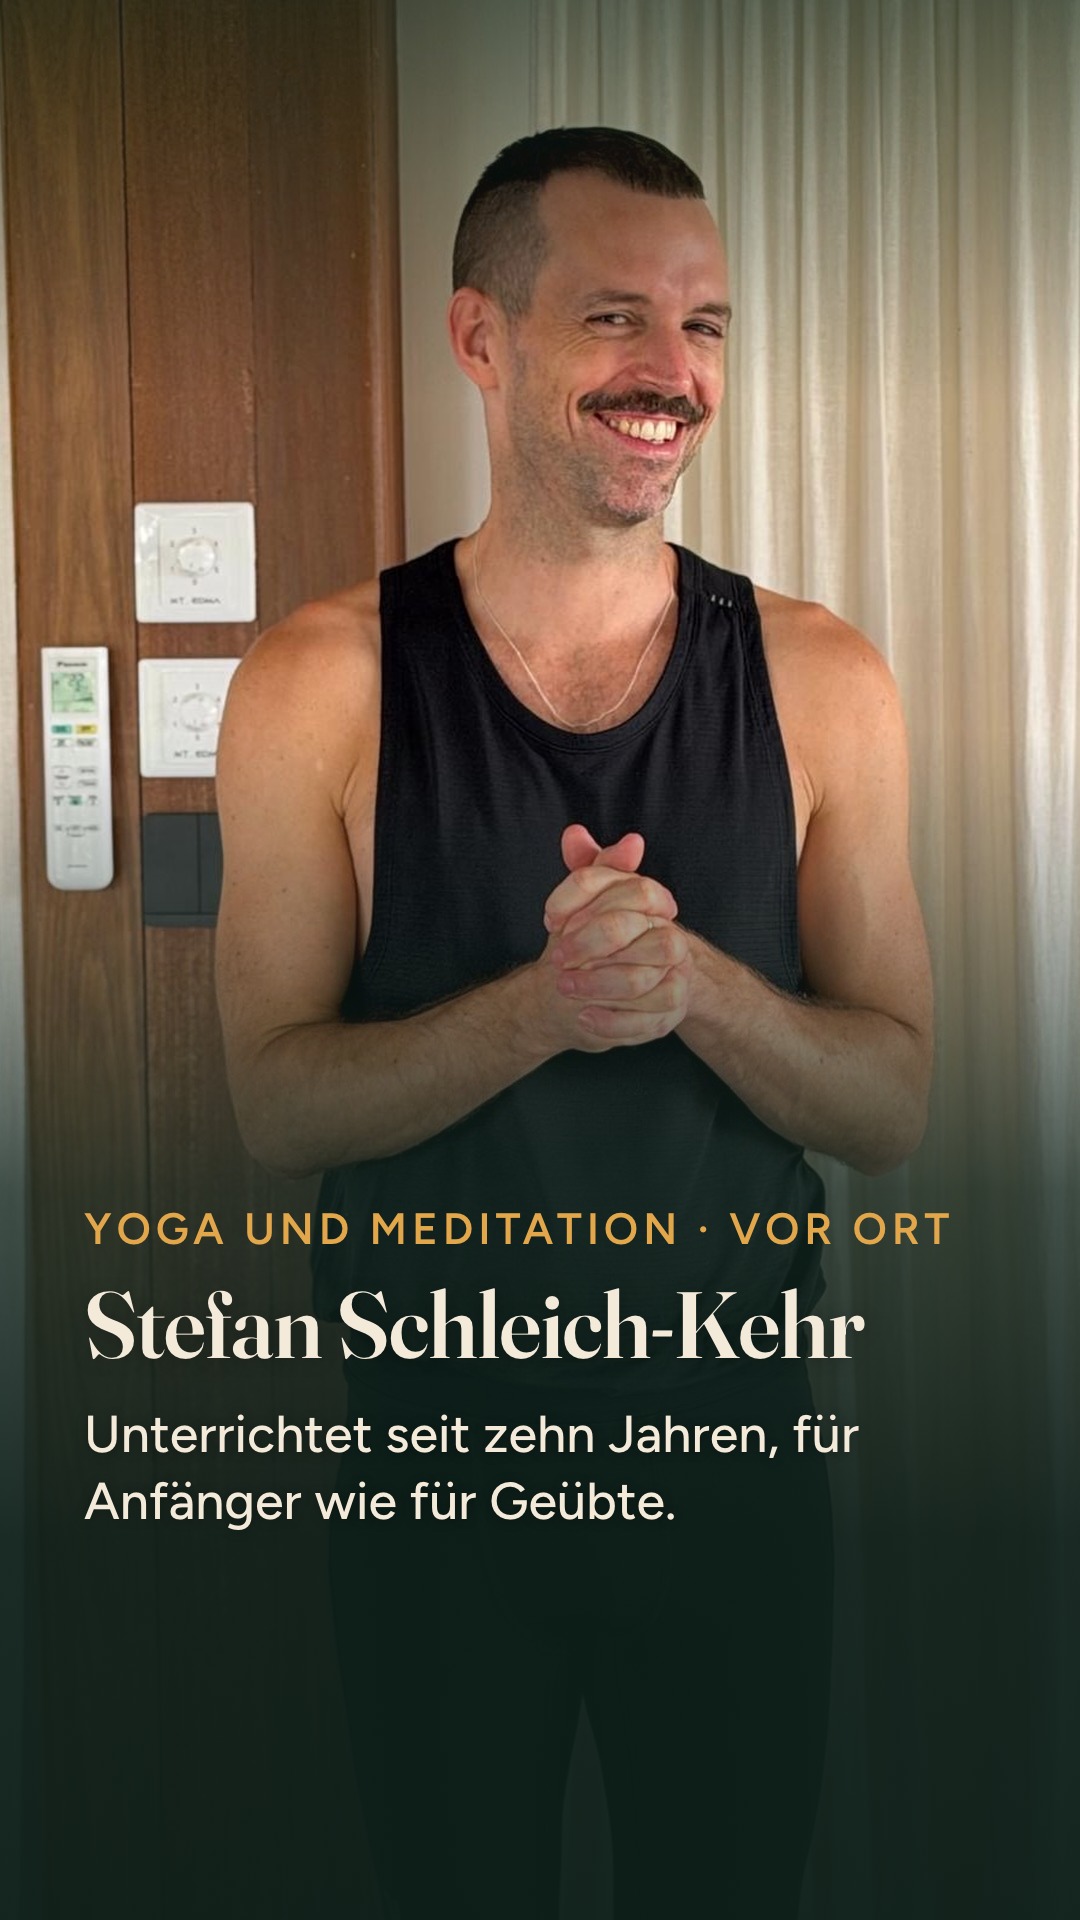 YOGA UND MEDITATION · VOR ORT
Stefan Schleich-Kehr
Unterrichtet seit zehn Jahren, für
Anfänger wie für Geübte.